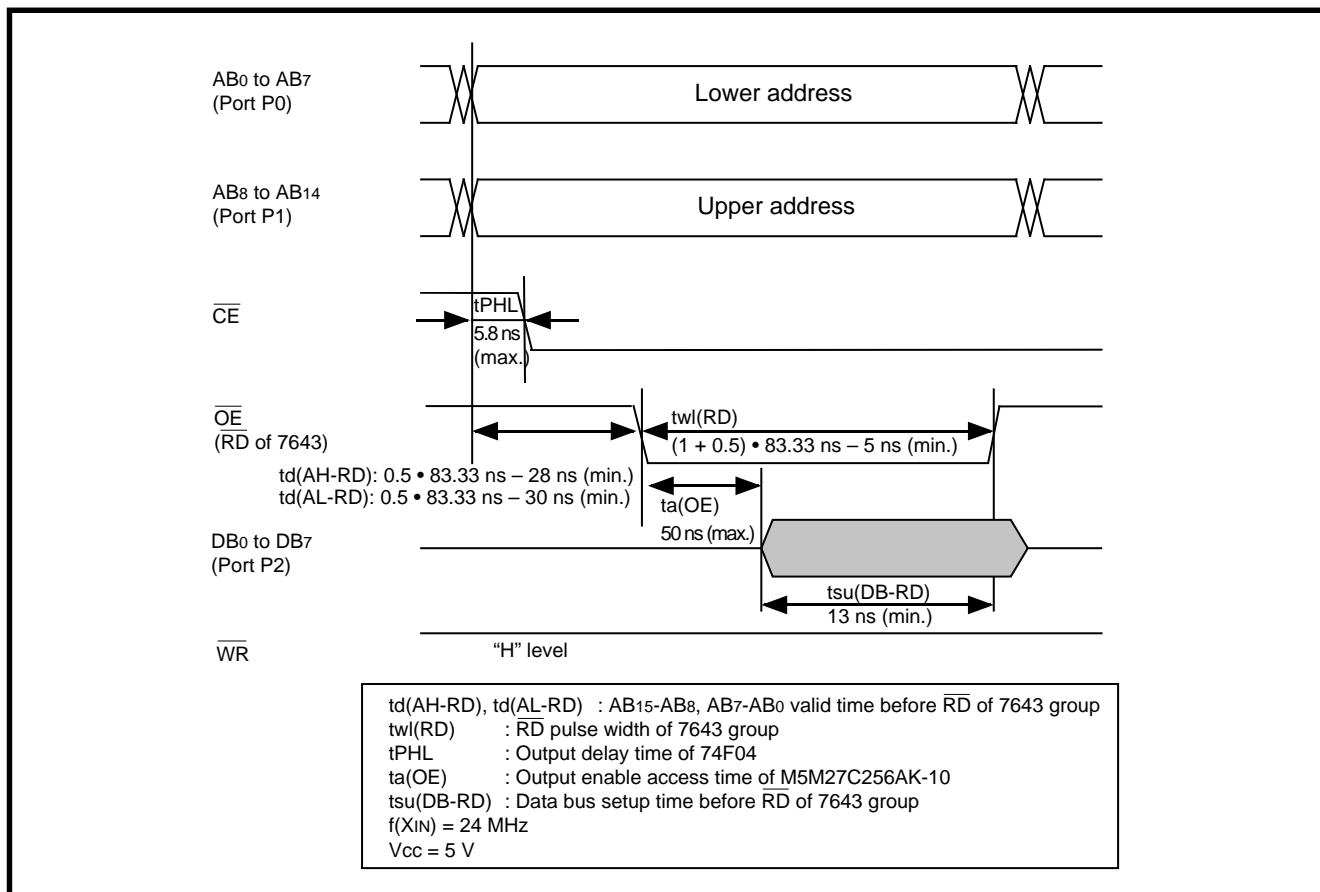 AB0 to AB7
(Port P0)
Lower address
AB8 to AB14
(Port P1)
Upper address
CE
tPHL
5.8 ns
(max.)
OE
(RD of 7643)
twl(RD)
(1 + 0.5) • 83.33 ns – 5 ns (min.)
td(AH-RD): 0.5 • 83.33 ns – 28 ns (min.)
td(AL-RD): 0.5 • 83.33 ns – 30 ns (min.)
ta(OE)
50 ns (max.)
DB0 to DB7
(Port P2)
tsu(DB-RD)
13 ns (min.)
WR
“H” level
td(AH-RD), td(AL-RD) : AB15-AB8, AB7-AB0 valid time before RD of 7643 group
twl(RD) : RD pulse width of 7643 group
tPHL : Output delay time of 74F04
ta(OE) : Output enable access time of M5M27C256AK-10
tsu(DB-RD) : Data bus setup time before RD of 7643 group
f(XIN) = 24 MHz
Vcc = 5 V